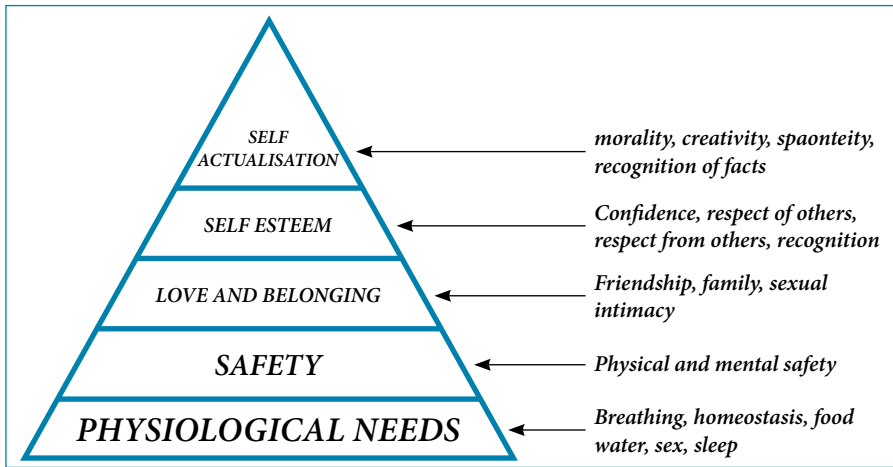 SELF
ACTUALISATION
morality, creativity, spaonteity,
recognition of facts
SELF ESTEEM
Confidence, respect of others,
respect from others, recognition
LOVE AND BELONGING
Friendship, family, sexual
intimacy
SAFETY
Physical and mental safety
PHYSIOLOGICAL NEEDS
Breathing, homeostasis, food
water, sex, sleep